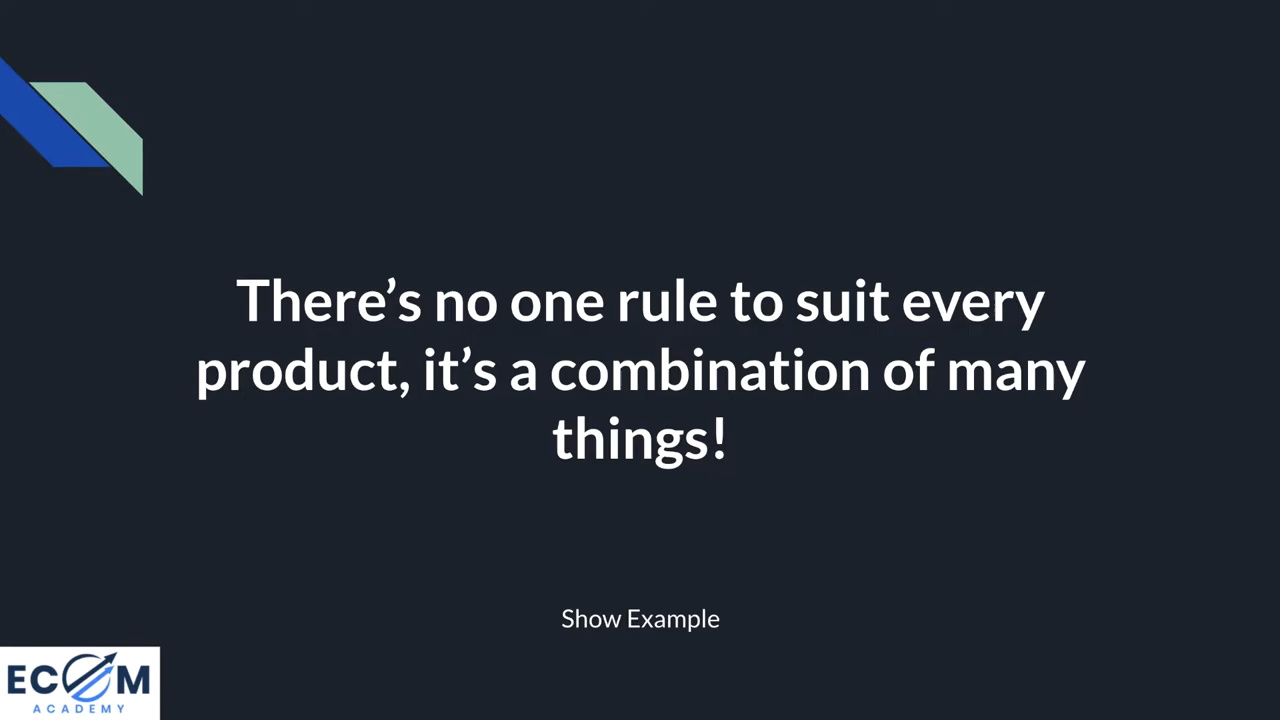 There’s no one rule to suit every
product, it’s a combination of many
things!
Show Example
ECOM
ACADEMY